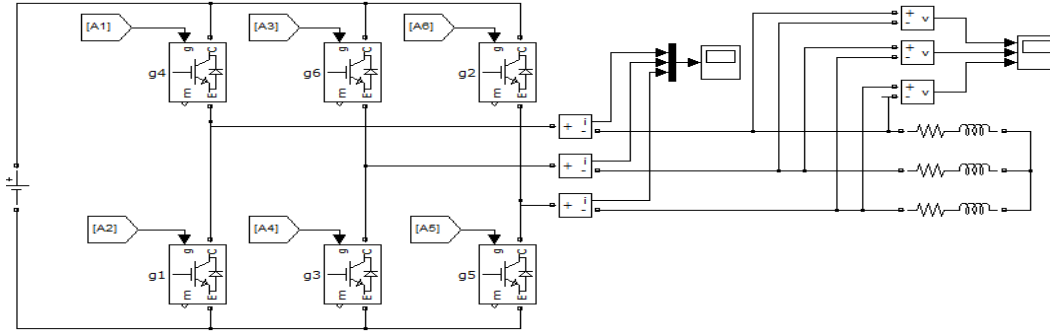 [A1] [A3] [A6]
g C g C g C
g4 g6 g2
m E m E m E
+ - v
+ - v
+ - v
+ i -
+ i -
+ i -
+
[A2] [A4] [A5]
g C g C g C
g1 g3 g5
m E m E m E